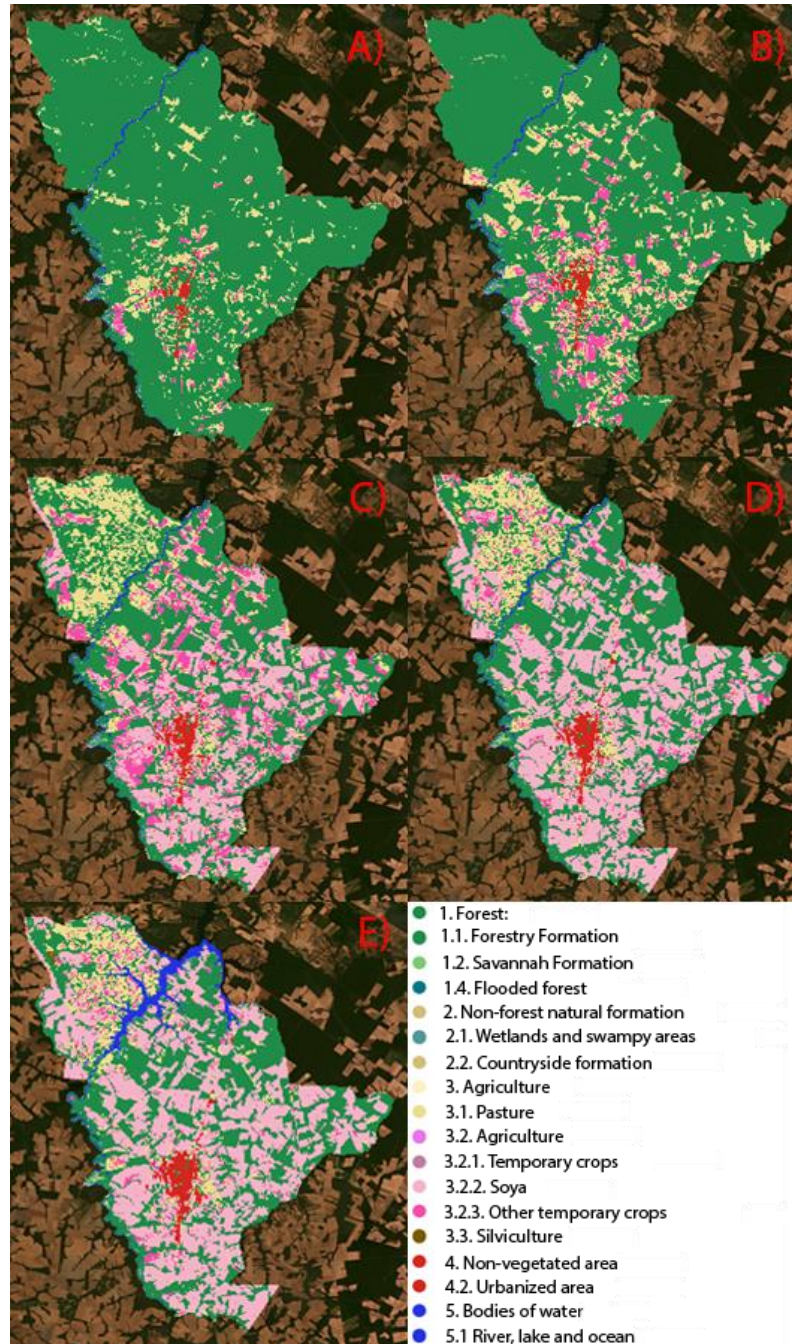 A)
B)
C)
D)
E)
1. Forest:
1.1. Forestry Formation
1.2. Savannah Formation
1.4. Flooded forest
2. Non-forest natural formation
2.1. Wetlands and swampy areas
2.2. Countryside formation
3. Agriculture
3.1. Pasture
3.2. Agriculture
3.2.1. Temporary crops
3.2.2. Soya
3.2.3. Other temporary crops
3.3. Silviculture
4. Non-vegetated area
4.2. Urbanized area
5. Bodies of water
5.1 River, lake and ocean